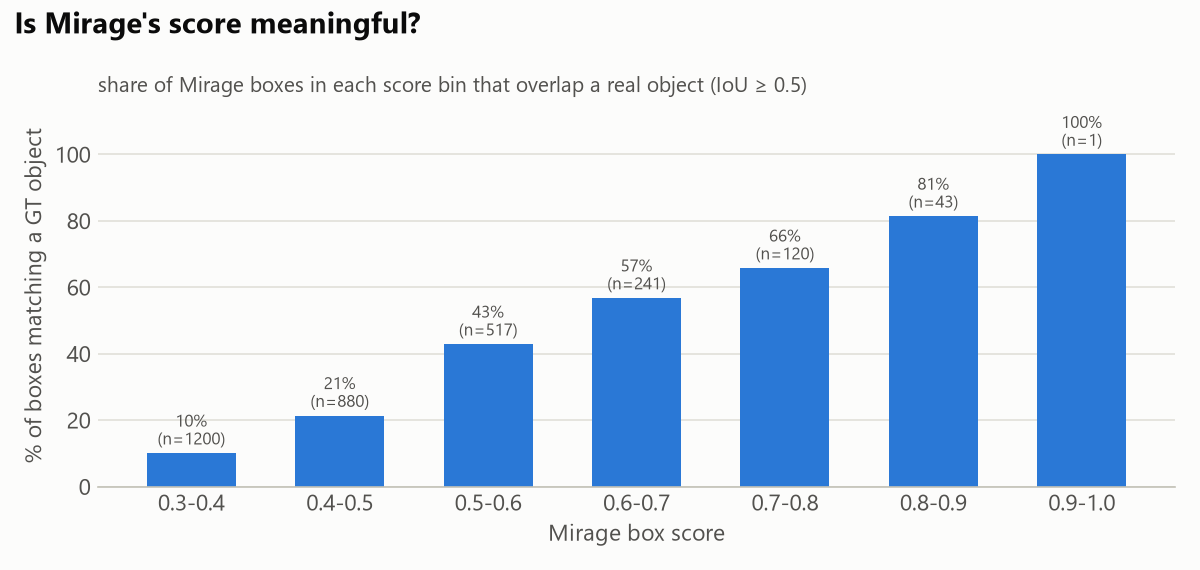 Is Mirage's score meaningful?
share of Mirage boxes in each score bin that overlap a real object (IoU ≥ 0.5)
% of boxes matching a GT object
100
80
60
40
20
0
10%
(n=1200)
21%
(n=880)
43%
(n=517)
57%
(n=241)
66%
(n=120)
81%
(n=43)
100%
(n=1)
0.3-0.4
0.4-0.5
0.5-0.6
0.6-0.7
0.7-0.8
0.8-0.9
0.9-1.0
Mirage box score